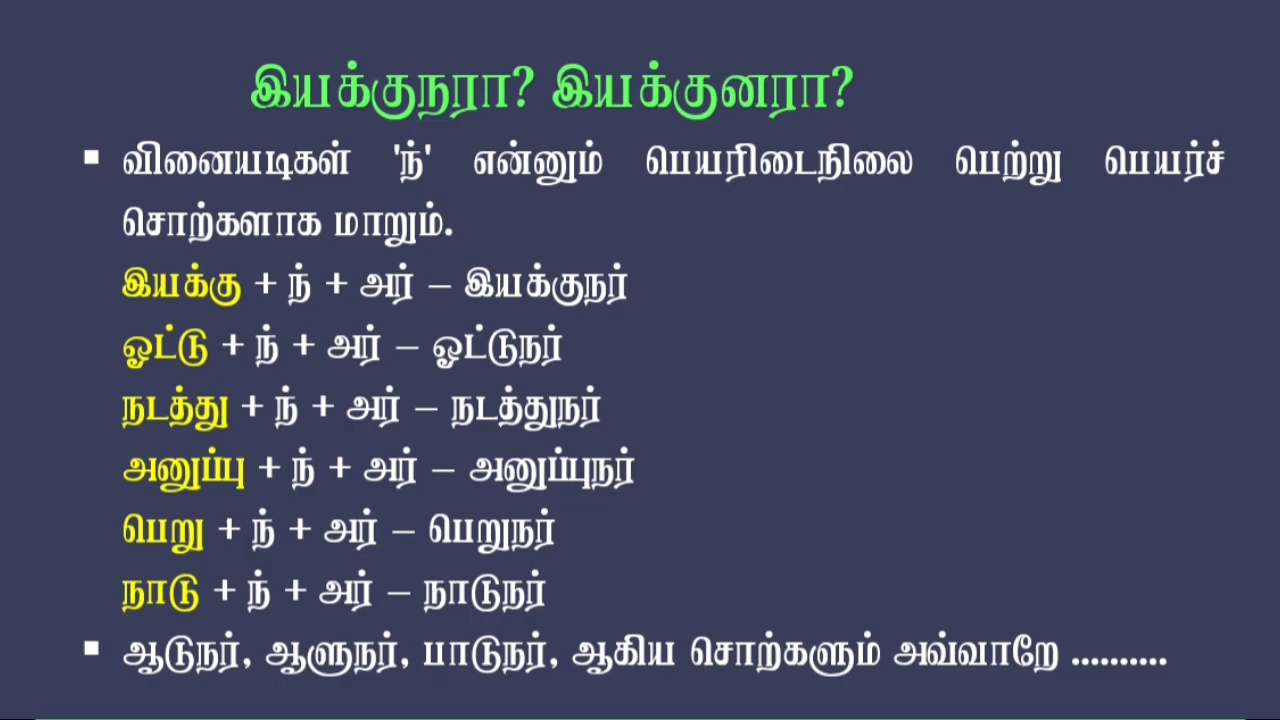 இயக்குநரா? இயக்குனரா?
▪ வினையடிகள் 'ந்' என்னும் பெயரிடைநிலை பெற்று பெயர்ச்
சொற்களாக மாறும்.
இயக்கு + ந் + அர் – இயக்குநர்
ஓட்டு + ந் + அர் – ஓட்டுநர்
நடத்து + ந் + அர் – நடத்துநர்
அனுப்பு + ந் + அர் – அனுப்புநர்
பெறு + ந் + அர் – பெறுநர்
நாடு + ந் + அர் – நாடுநர்
▪ ஆடுநர், ஆளுநர், பாடுநர், ஆகிய சொற்களும் அவ்வாறே ..........